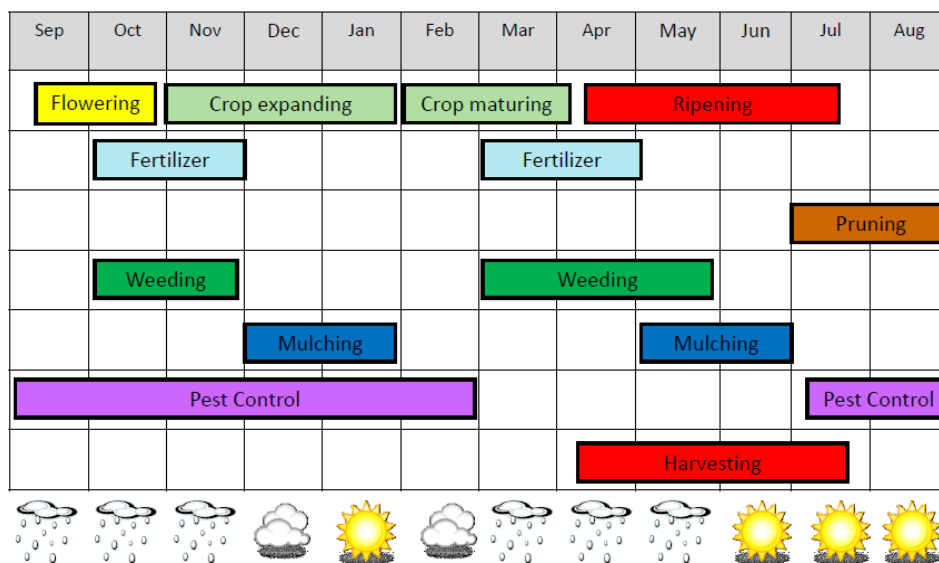 Sep Oct Nov Dec Jan Feb Mar Apr May Jun Jul Aug
Flowering Crop expanding Crop maturing Ripening
Fertilizer Fertilizer
Pruning
Weeding Weeding
Mulching Mulching
Pest Control Pest Control
Harvesting